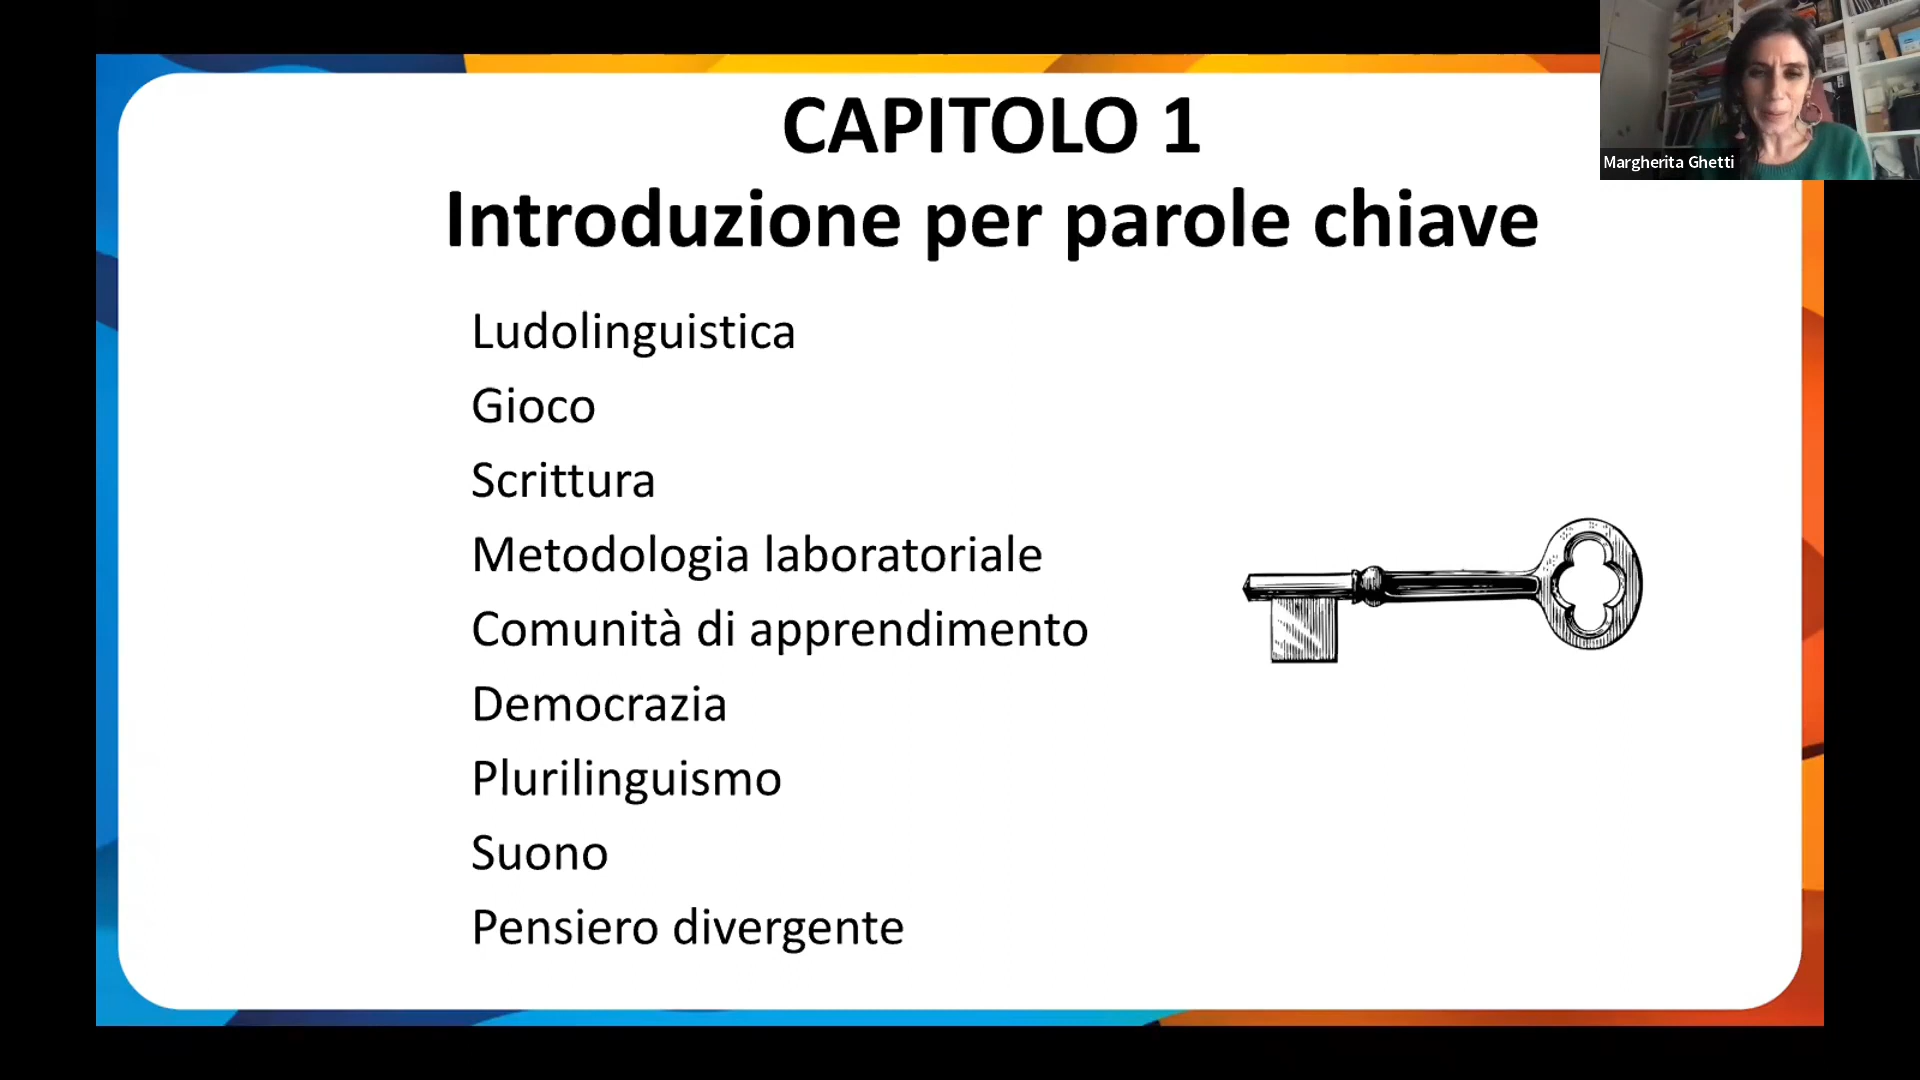 CAPITOLO 1
Introduzione per parole chiave
Ludolinguistica
Gioco
Scrittura
Metodologia laboratoriale
Comunità di apprendimento
Democrazia
Plurilinguismo
Suono
Pensiero divergente
Margherita Ghetti